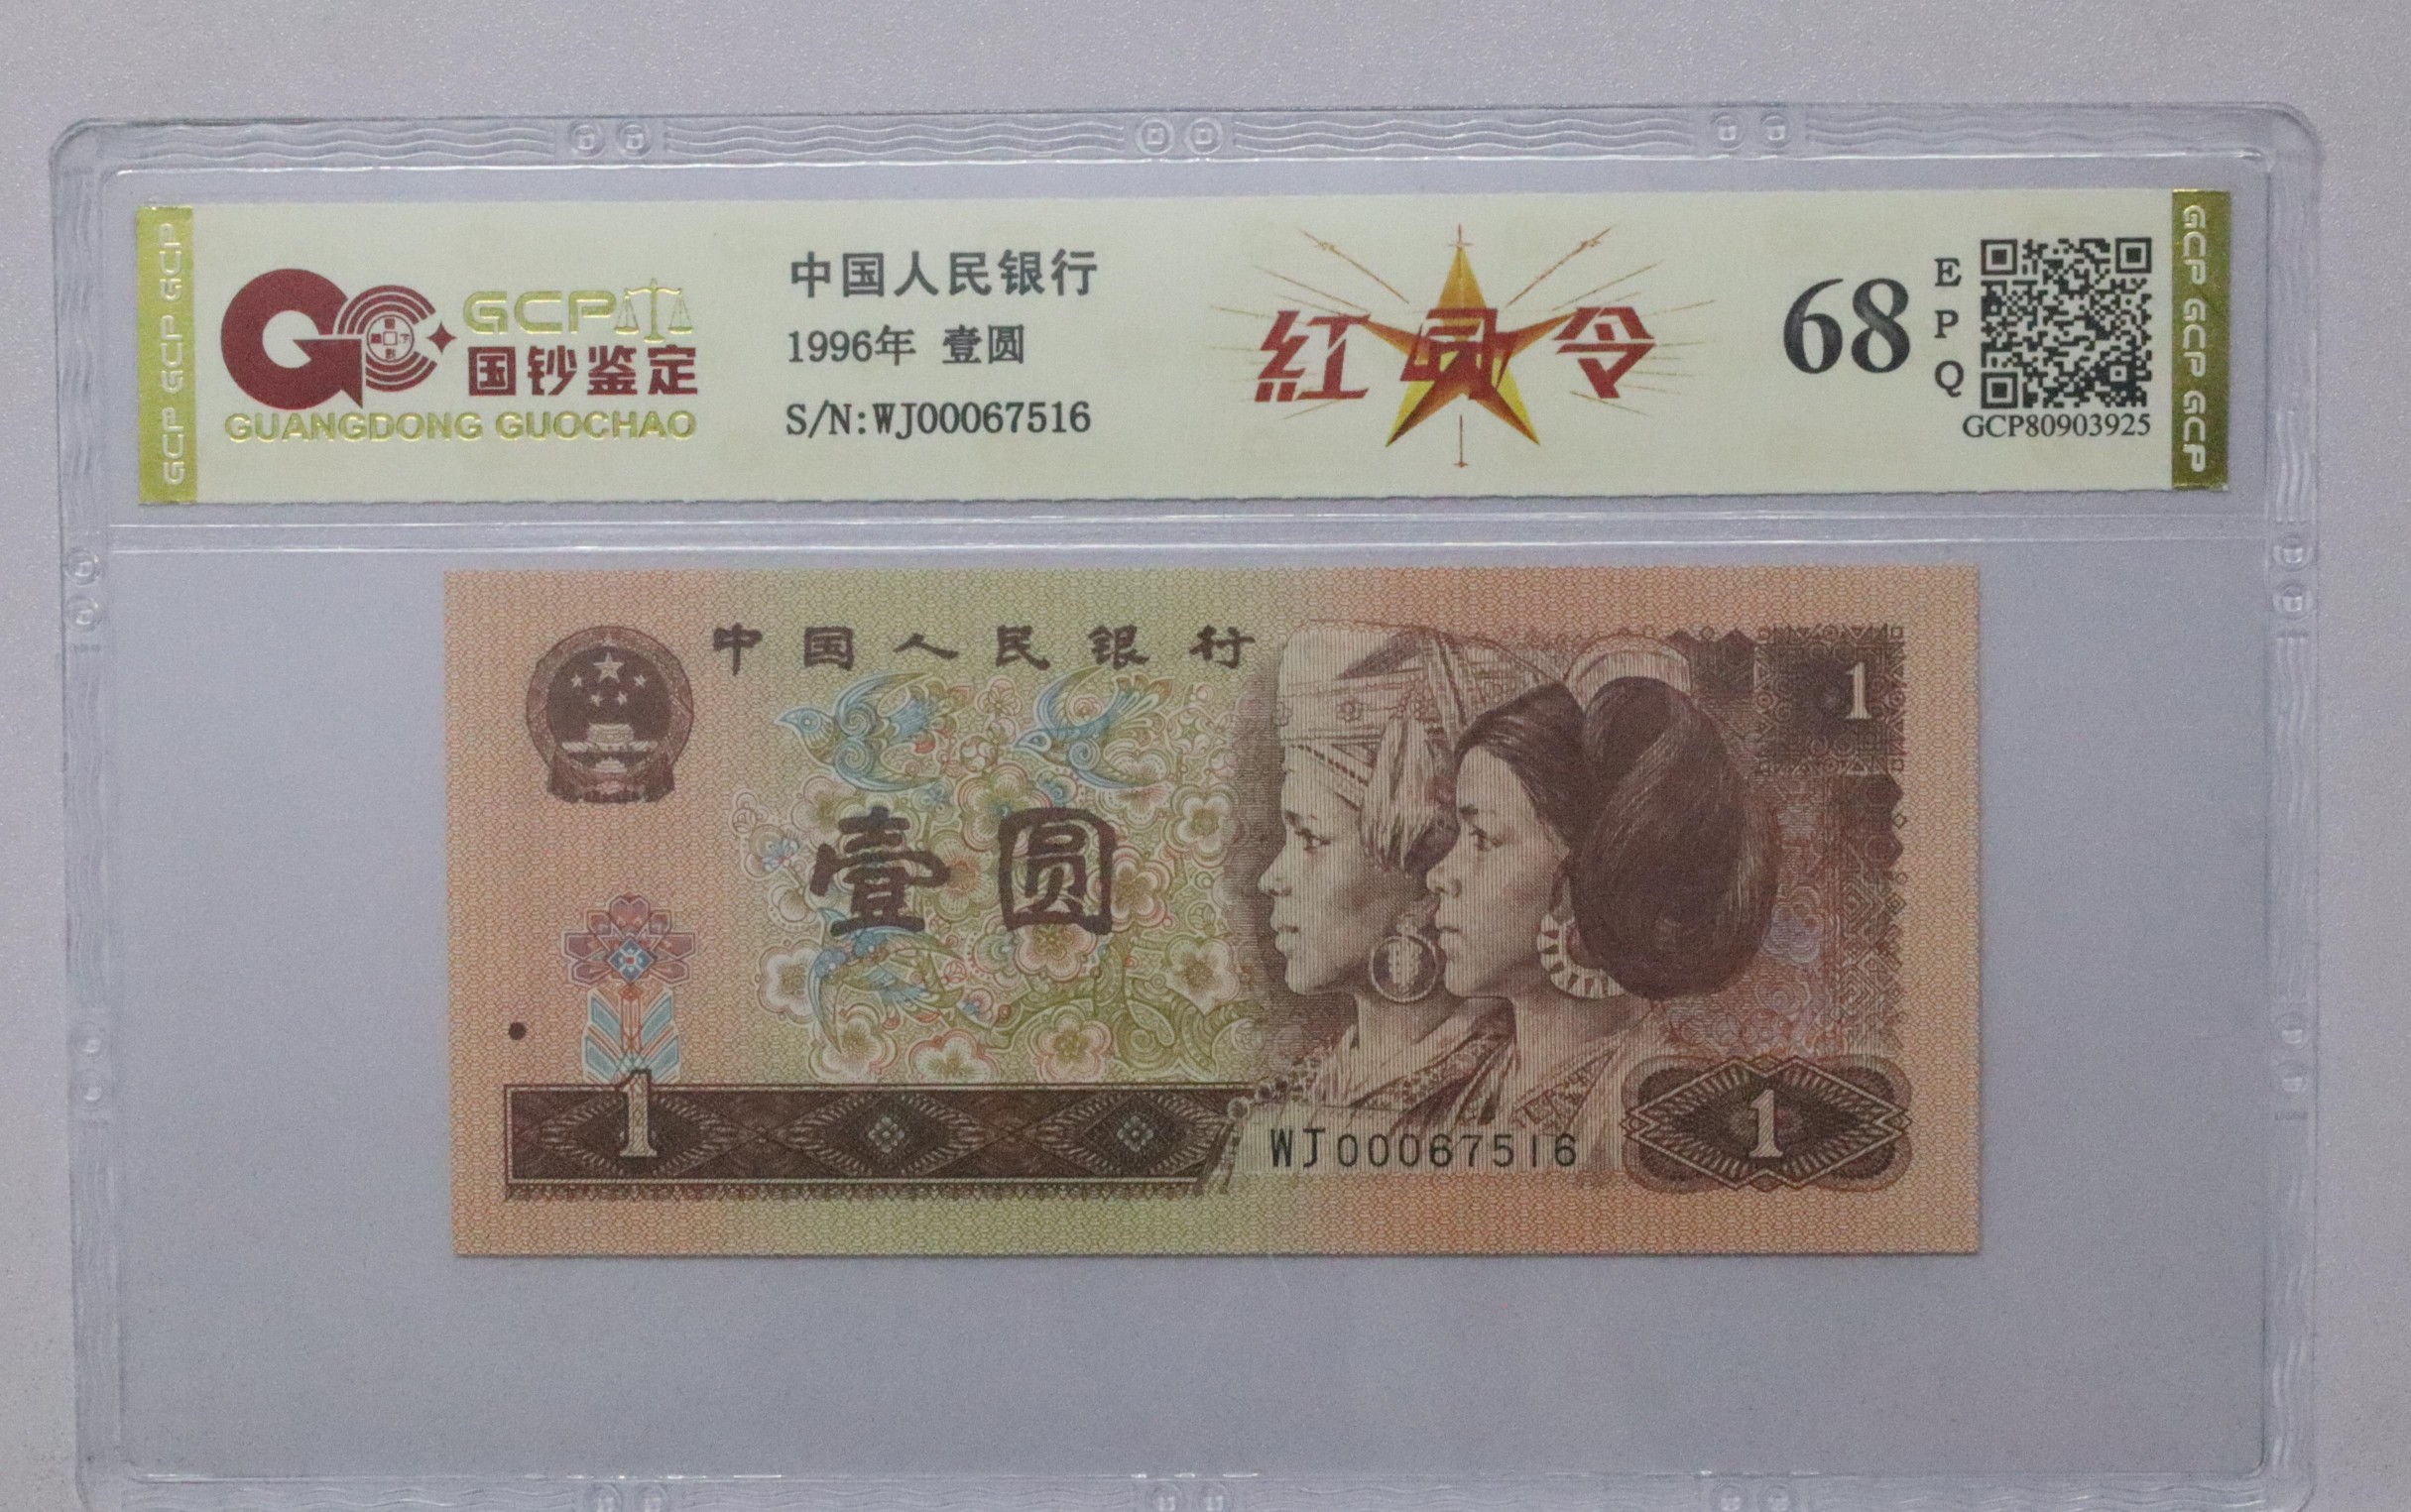 GCP GCP GCP
GCP
国钞鉴定
GUANGDONG GUOCHAO
中国人民银行
1996年 壹圆
S/N:WJ00067516
紅 令
68
E
P
Q
GCP80903925
GCP GCP GCP
中国人民银行
1
壹圆
1
WJ00067516
1